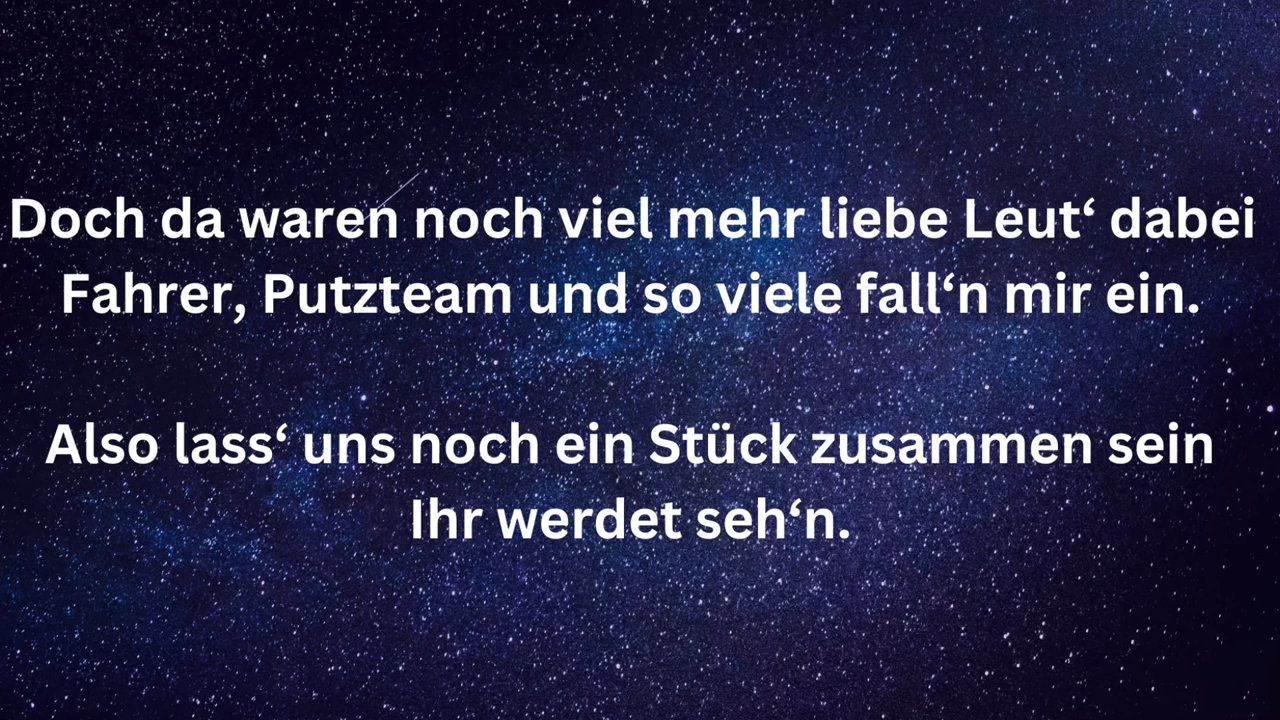 Doch da waren noch viel mehr liebe Leut‘ dabei
Fahrer, Putzteam und so viele fall‘n mir ein.
Also lass‘ uns noch ein Stück zusammen sein
Ihr werdet seh‘n.